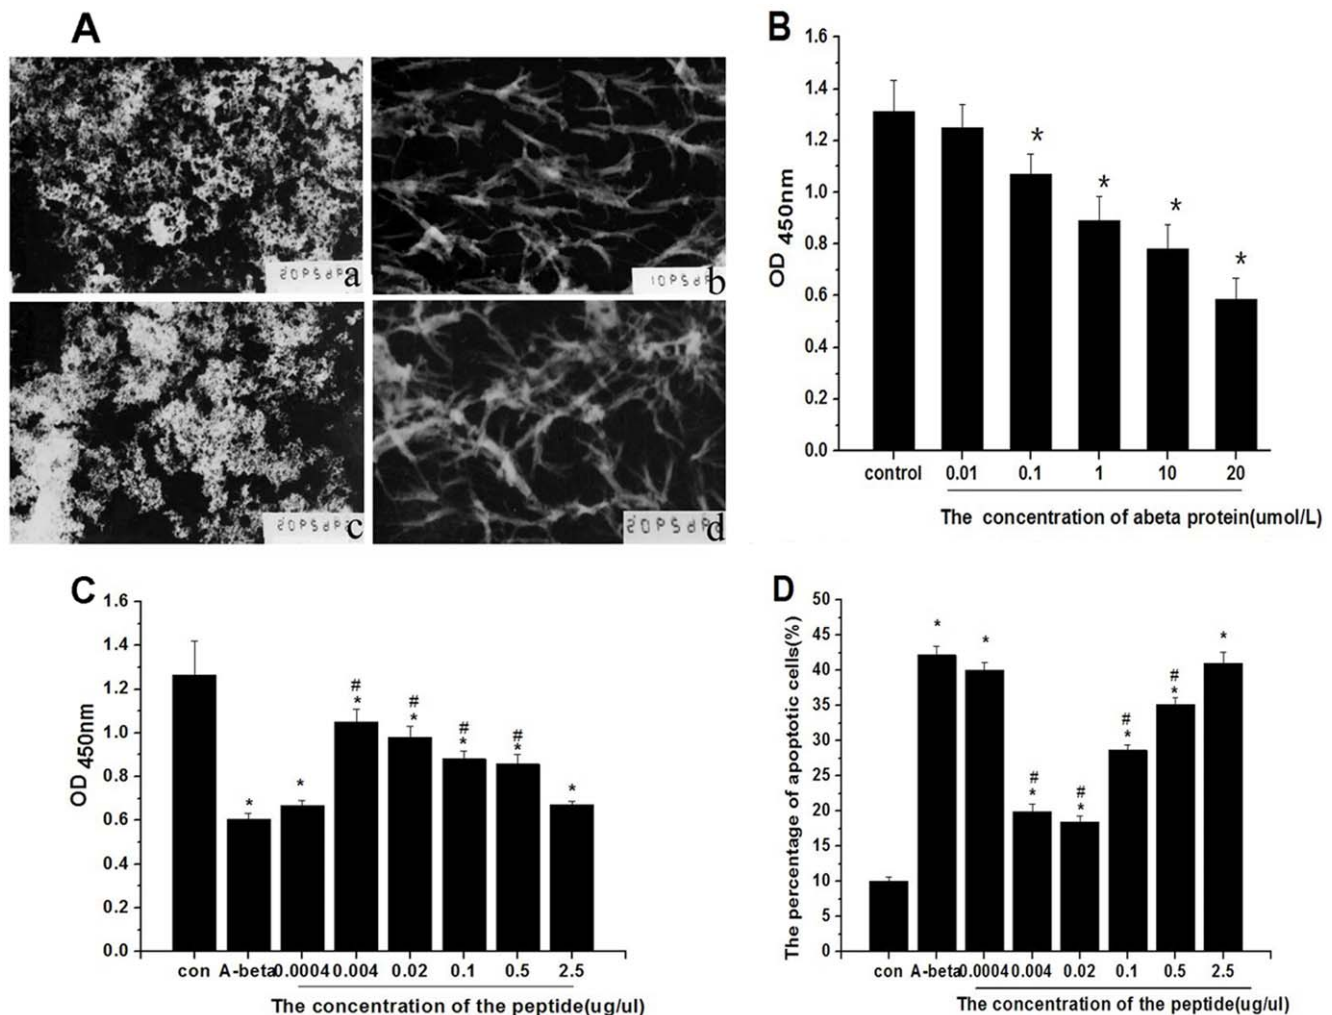 A
a
b
c
d
B
1.6
1.4
1.2
1.0
0.8
0.6
0.4
0.2
0.0
OD 450nm
* * * *
control 0.01 0.1 1 10 20
The concentration of abeta protein(umol/L)
C
1.6
1.4
1.2
1.0
0.8
0.6
0.4
0.2
0.0
OD 450nm
# # # #
* * * * * * *
con A-beta 0.0004 0.004 0.02 0.1 0.5 2.5
The concentration of the peptide(ug/ul)
D
50
45
40
35
30
25
20
15
10
5
0
The percentage of apoptotic cells(%)
# # # #
* * * * * * *
con A-beta 0.0004 0.004 0.02 0.1 0.5 2.5
The concentration of the peptide(ug/ul)